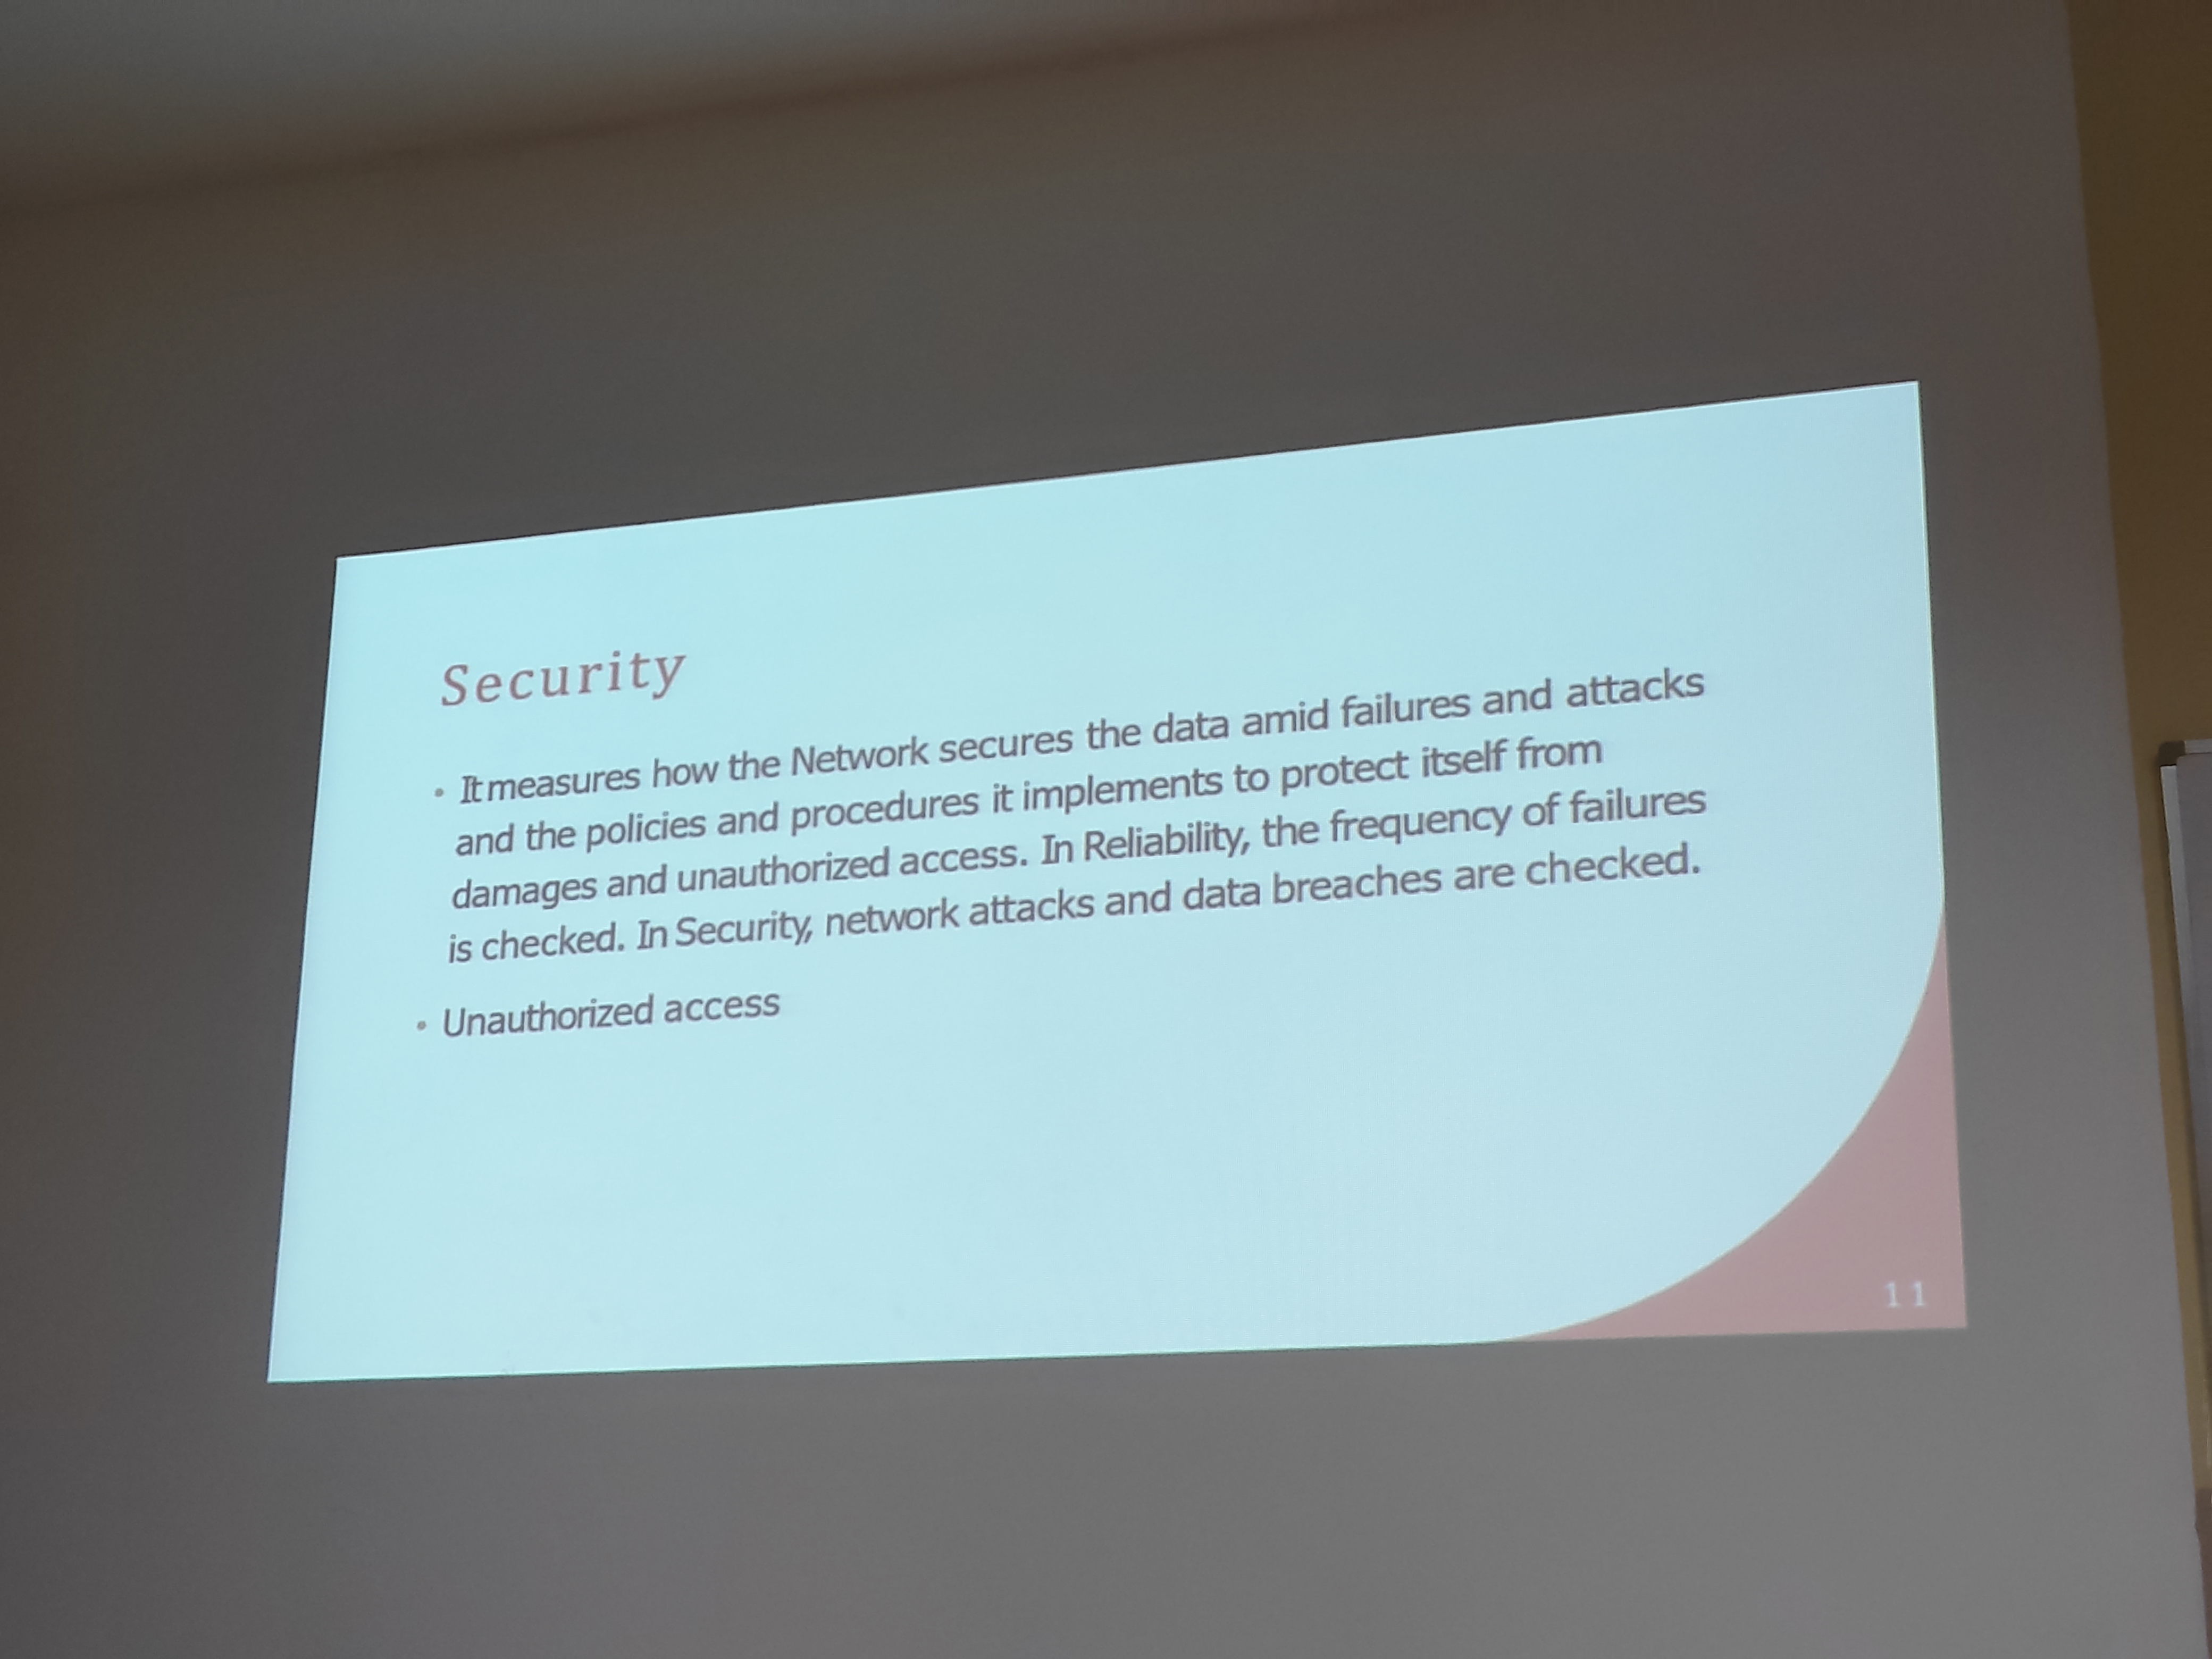 Security
• It measures how the Network secures the data amid failures and attacks
and the policies and procedures it implements to protect itself from
damages and unauthorized access. In Reliability, the frequency of failures
is checked. In Security, network attacks and data breaches are checked.
• Unauthorized access
11